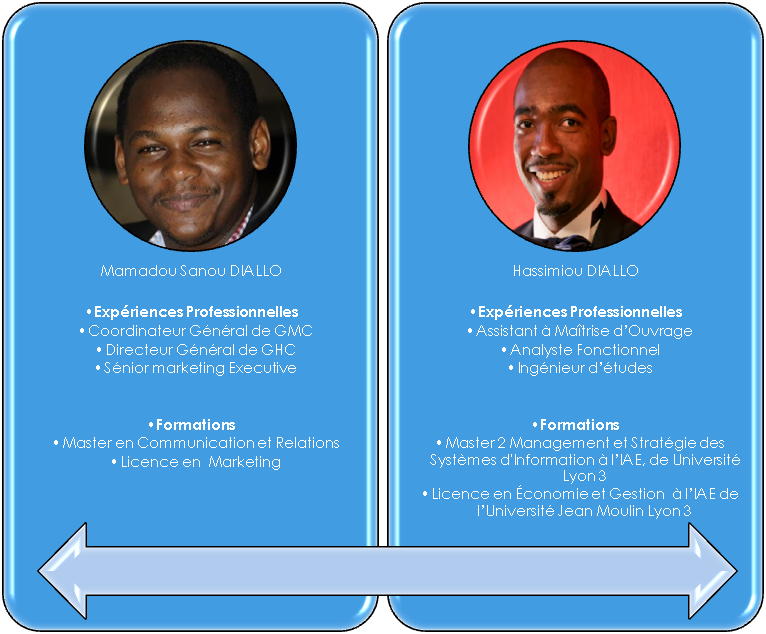 Mamadou Sanou DIALLO
•Expériences Professionnelles
•Coordinateur Général de GMC
•Directeur Général de GHC
•Sénior marketing Executive
•Formations
•Master en Communication et Relations
•Licence en Marketing
Hassimiou DIALLO
•Expériences Professionnelles
•Assistant à Maîtrise d’Ouvrage
•Analyste Fonctionnel
•Ingénieur d’études
•Formations
•Master 2 Management et Stratégie des
Systèmes d'Information à l’IAE, de Université
Lyon 3
•Licence en Économie et Gestion à l’IAE de
l’Université Jean Moulin Lyon 3